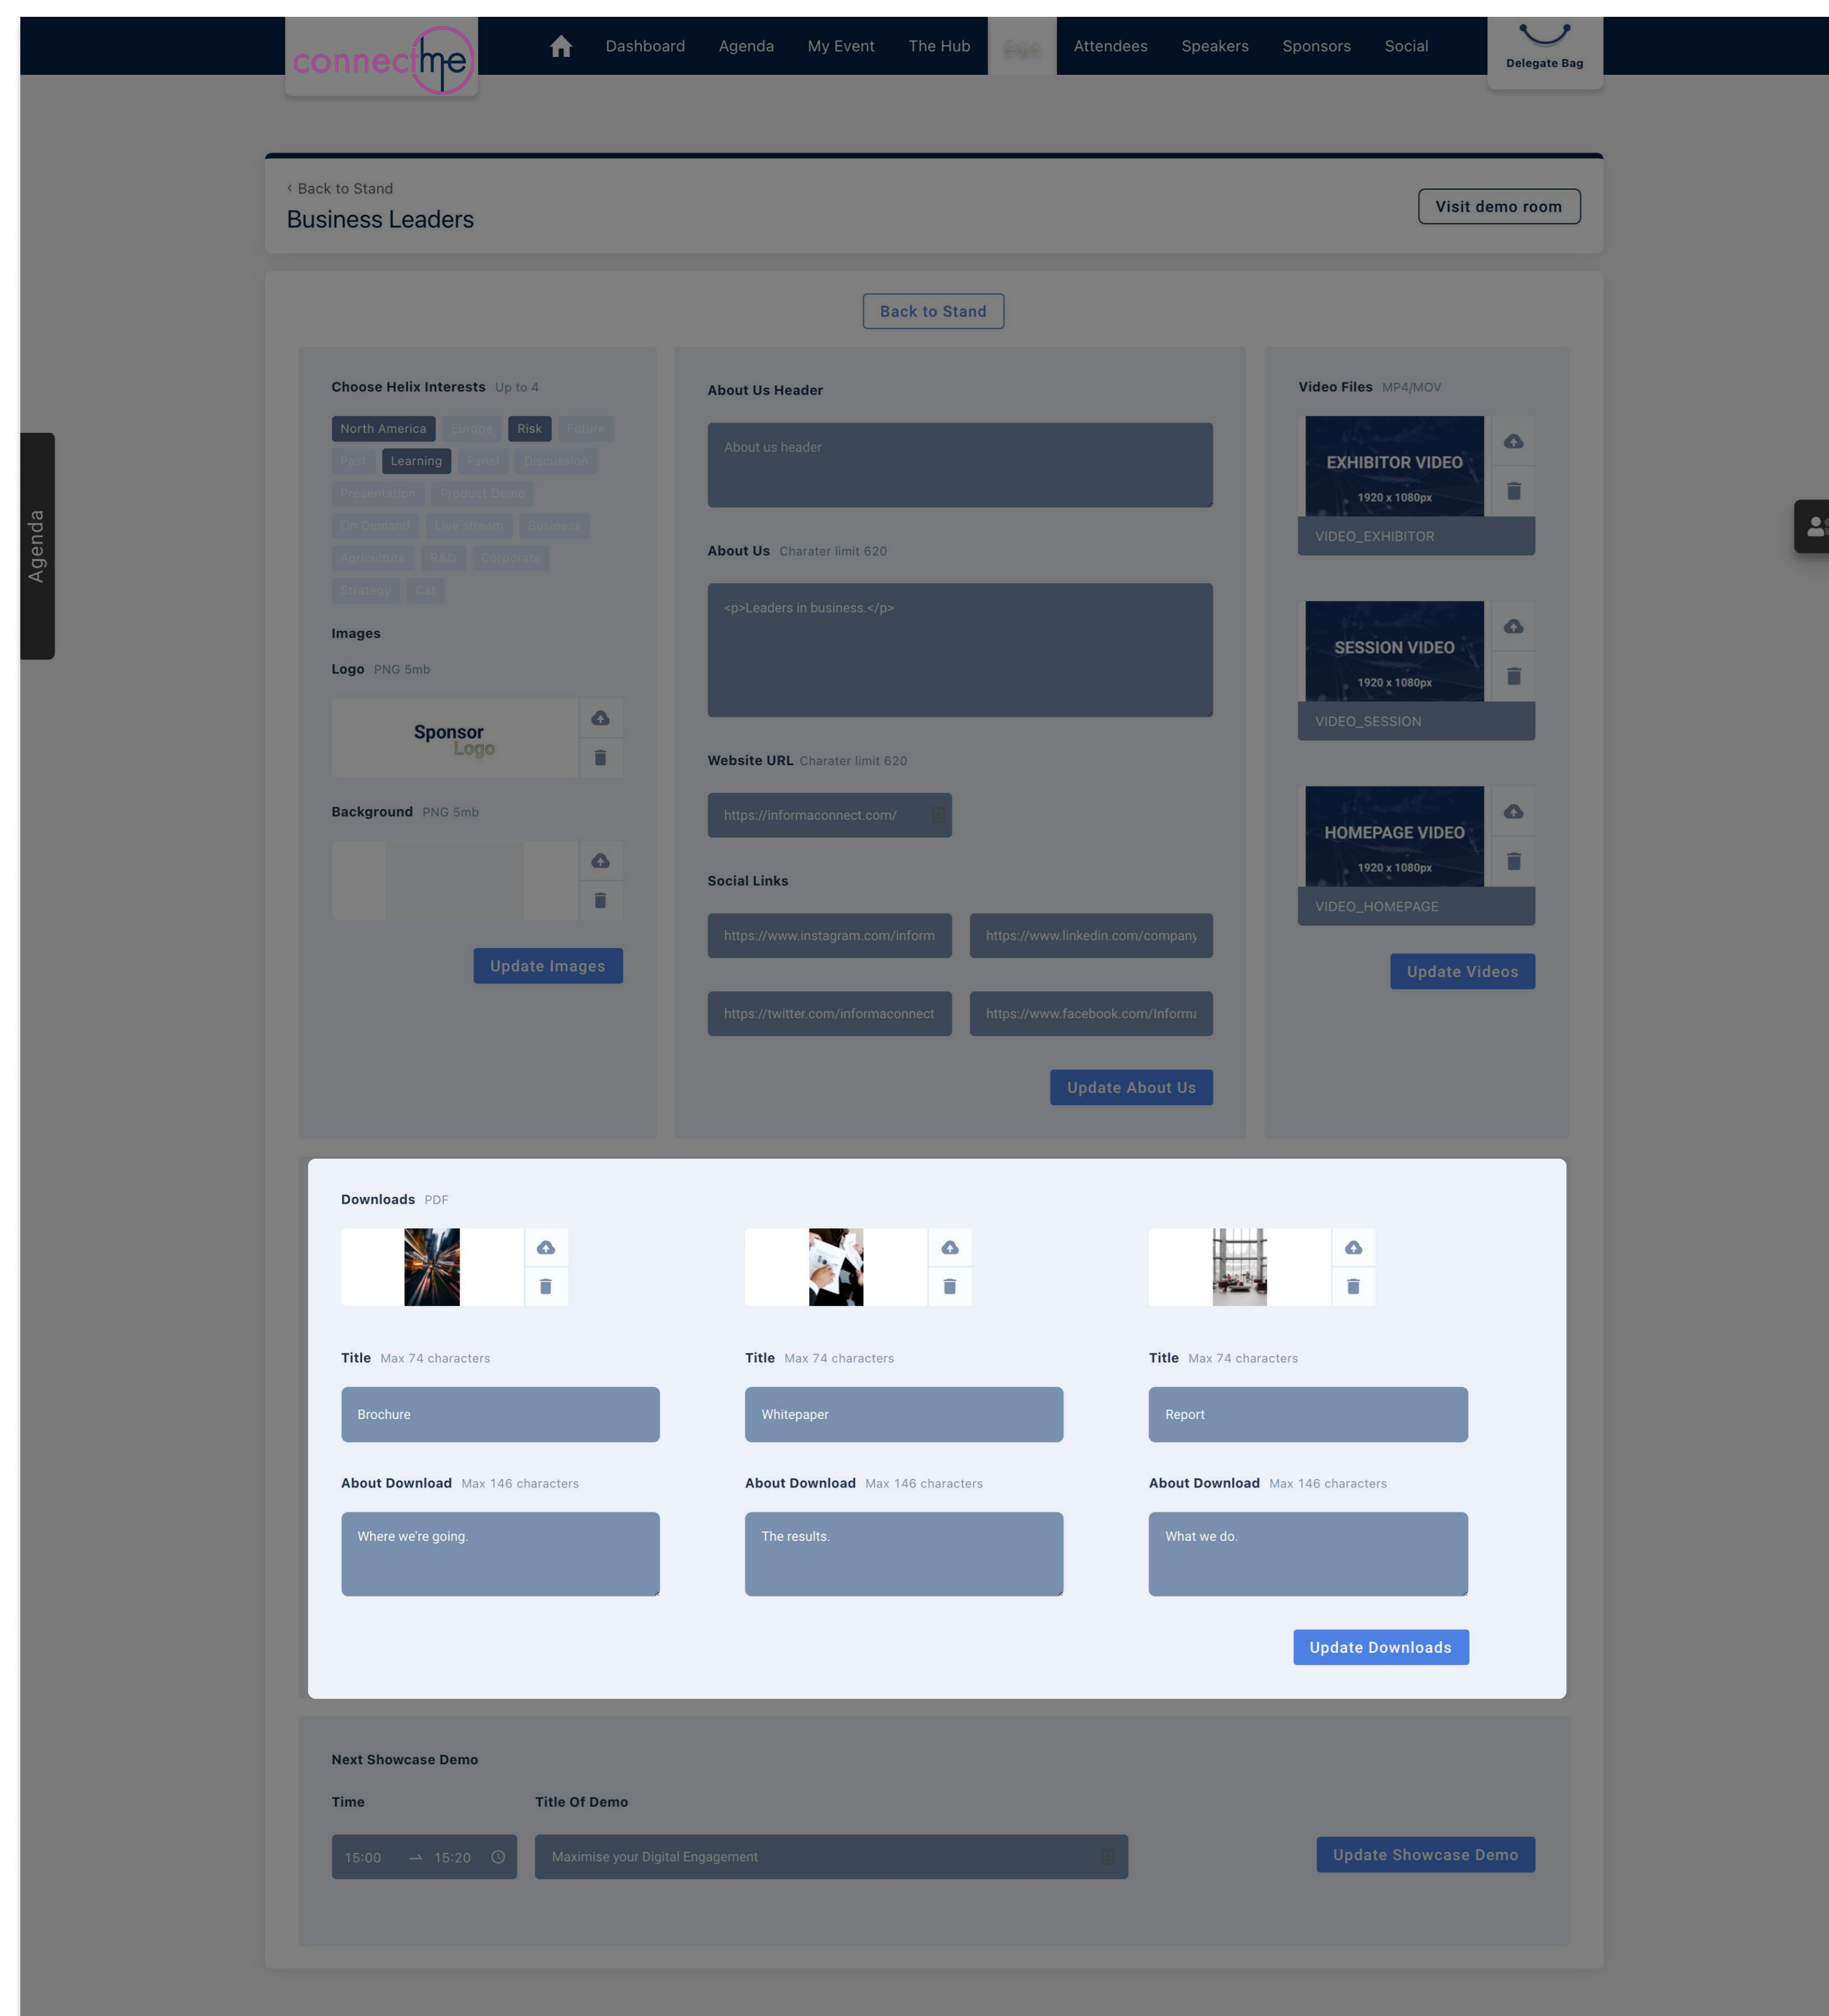 connectme
Dashboard Agenda My Event The Hub Expo Attendees Speakers Sponsors Social
Delegate Bag
Agenda
‹ Back to Stand
Business Leaders
Visit demo room
Back to Stand
Choose Helix Interests Up to 4
North America Europe Risk Future
Past Learning Panel Discussion
Presentation Product Demo
On Demand Live stream Business
Agriculture R&D Corporate
Strategy Cat
Images
Logo PNG 5mb
Sponsor
Logo
Background PNG 5mb
Update Images
About Us Header
About us header
About Us Charater limit 620
<p>Leaders in business.</p>
Website URL Charater limit 620
https://informaconnect.com/
Social Links
https://www.instagram.com/inform https://www.linkedin.com/company
https://twitter.com/informaconnect https://www.facebook.com/Informa
Update About Us
Video Files MP4/MOV
EXHIBITOR VIDEO
1920 x 1080px
VIDEO_EXHIBITOR
SESSION VIDEO
1920 x 1080px
VIDEO_SESSION
HOMEPAGE VIDEO
1920 x 1080px
VIDEO_HOMEPAGE
Update Videos
Downloads PDF
Title Max 74 characters Title Max 74 characters Title Max 74 characters
Brochure Whitepaper Report
About Download Max 146 characters About Download Max 146 characters About Download Max 146 characters
Where we're going. The results. What we do.
Update Downloads
Next Showcase Demo
Time Title Of Demo
15:00 → 15:20 Maximise your Digital Engagement Update Showcase Demo